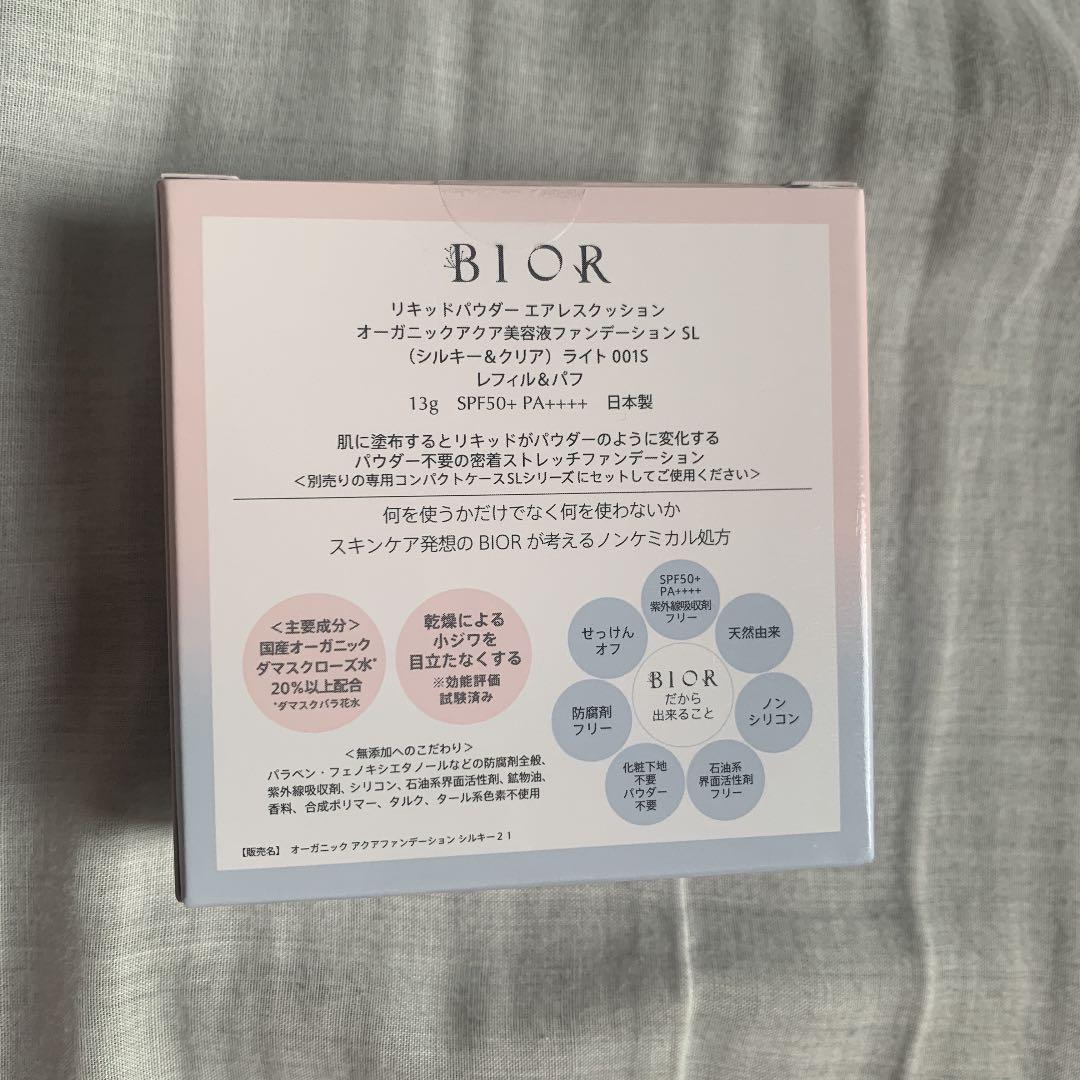 BIOR
リキッドパウダー エアレスクッション
オーガニックアクア美容液ファンデーション SL
（シルキー＆クリア）ライト 001S
レフィル＆パフ
13g SPF50+ PA++++ 日本製
肌に塗布するとリキッドがパウダーのように変化する
パウダー不要の密着ストレッチファンデーション
＜別売りの専用コンパクトケースSLシリーズにセットしてご使用ください＞
何を使うかだけでなく何を使わないか
スキンケア発想の BIOR が考えるノンケミカル処方
＜主要成分＞
国産オーガニック
ダマスクローズ水*
20%以上配合
*ダマスクバラ花水
乾燥による
小ジワを
目立たなくする
※効能評価
試験済み
SPF50+
PA++++
紫外線吸収剤
フリー
せっけん
オフ
天然由来
BIOR
だから
出来ること
防腐剤
フリー
ノン
シリコン
化粧下地
不要
パウダー
不要
石油系
界面活性剤
フリー
＜無添加へのこだわり＞
パラベン・フェノキシエタノールなどの防腐剤全般、
紫外線吸収剤、シリコン、石油系界面活性剤、鉱物油、
香料、合成ポリマー、タルク、タール系色素不使用
【販売名】 オーガニック アクアファンデーション シルキー２１